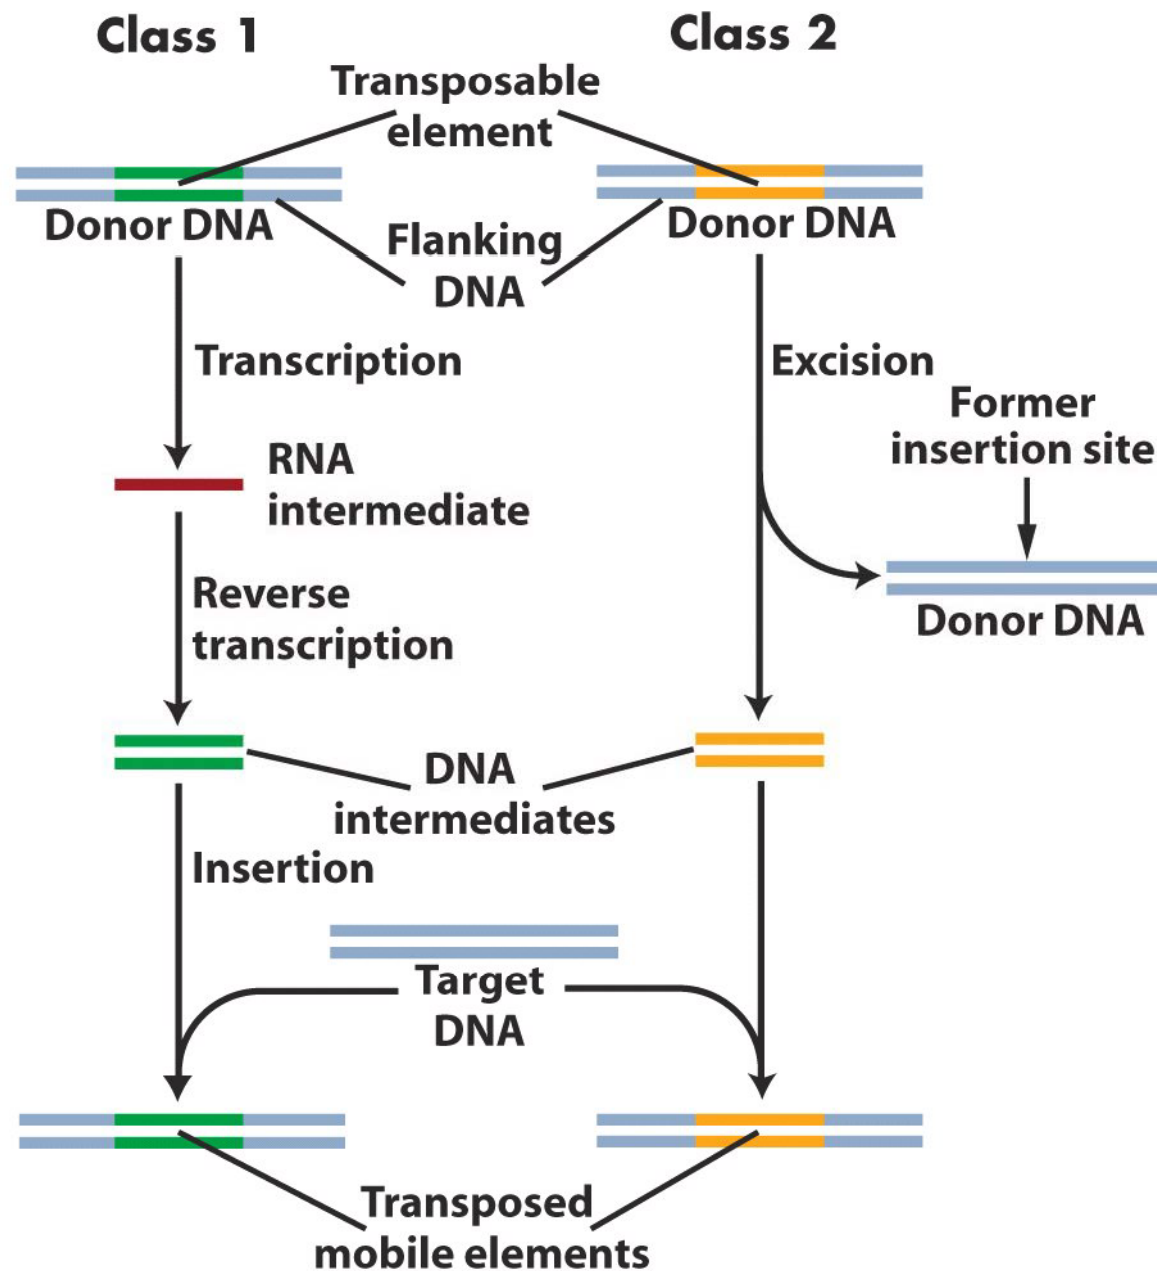 Class 1
Class 2
Transposable
element
Donor DNA
Donor DNA
Flanking
DNA
Transcription
Excision
Former
insertion site
RNA
intermediate
Donor DNA
Reverse
transcription
DNA
intermediates
Insertion
Target
DNA
Transposed
mobile elements